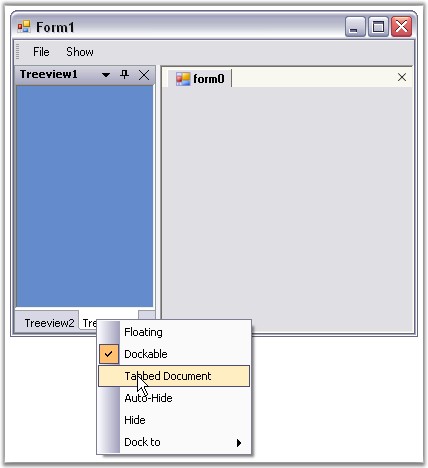 Form1
File Show
Treeview1
form0
Treeview2 Tre
Floating
Dockable
Tabbed Document
Auto-Hide
Hide
Dock to